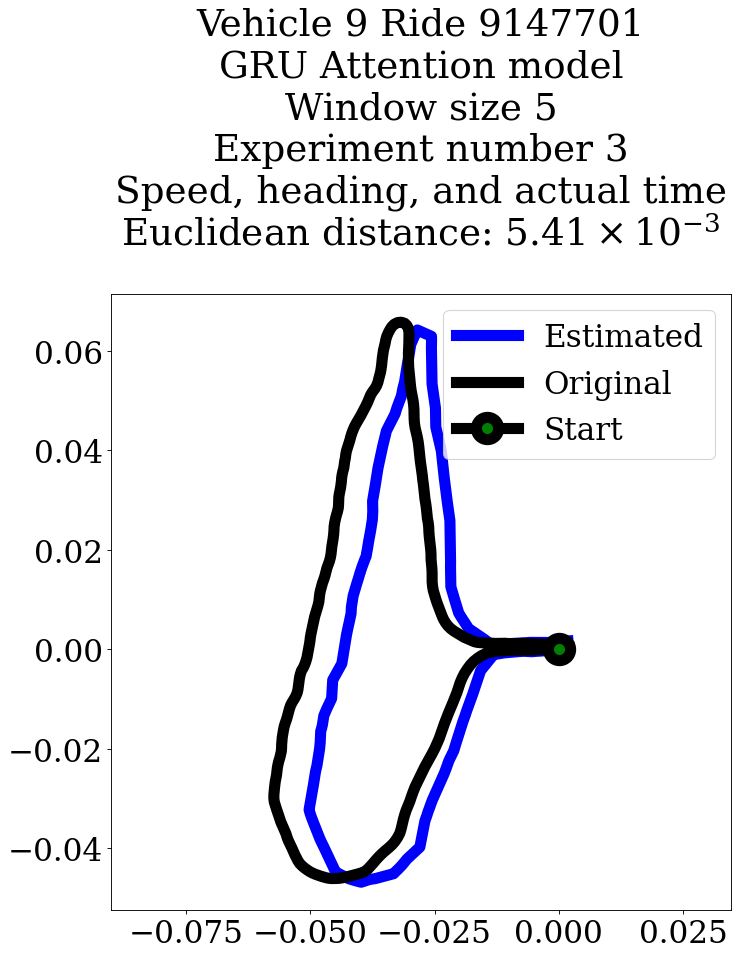 Vehicle 9 Ride 9147701
GRU Attention model
Window size 5
Experiment number 3
Speed, heading, and actual time
Euclidean distance: 5.41 × 10⁻³
Estimated
Original
Start
0.06
0.04
0.02
0.00
−0.02
−0.04
−0.075 −0.050 −0.025 0.000 0.025